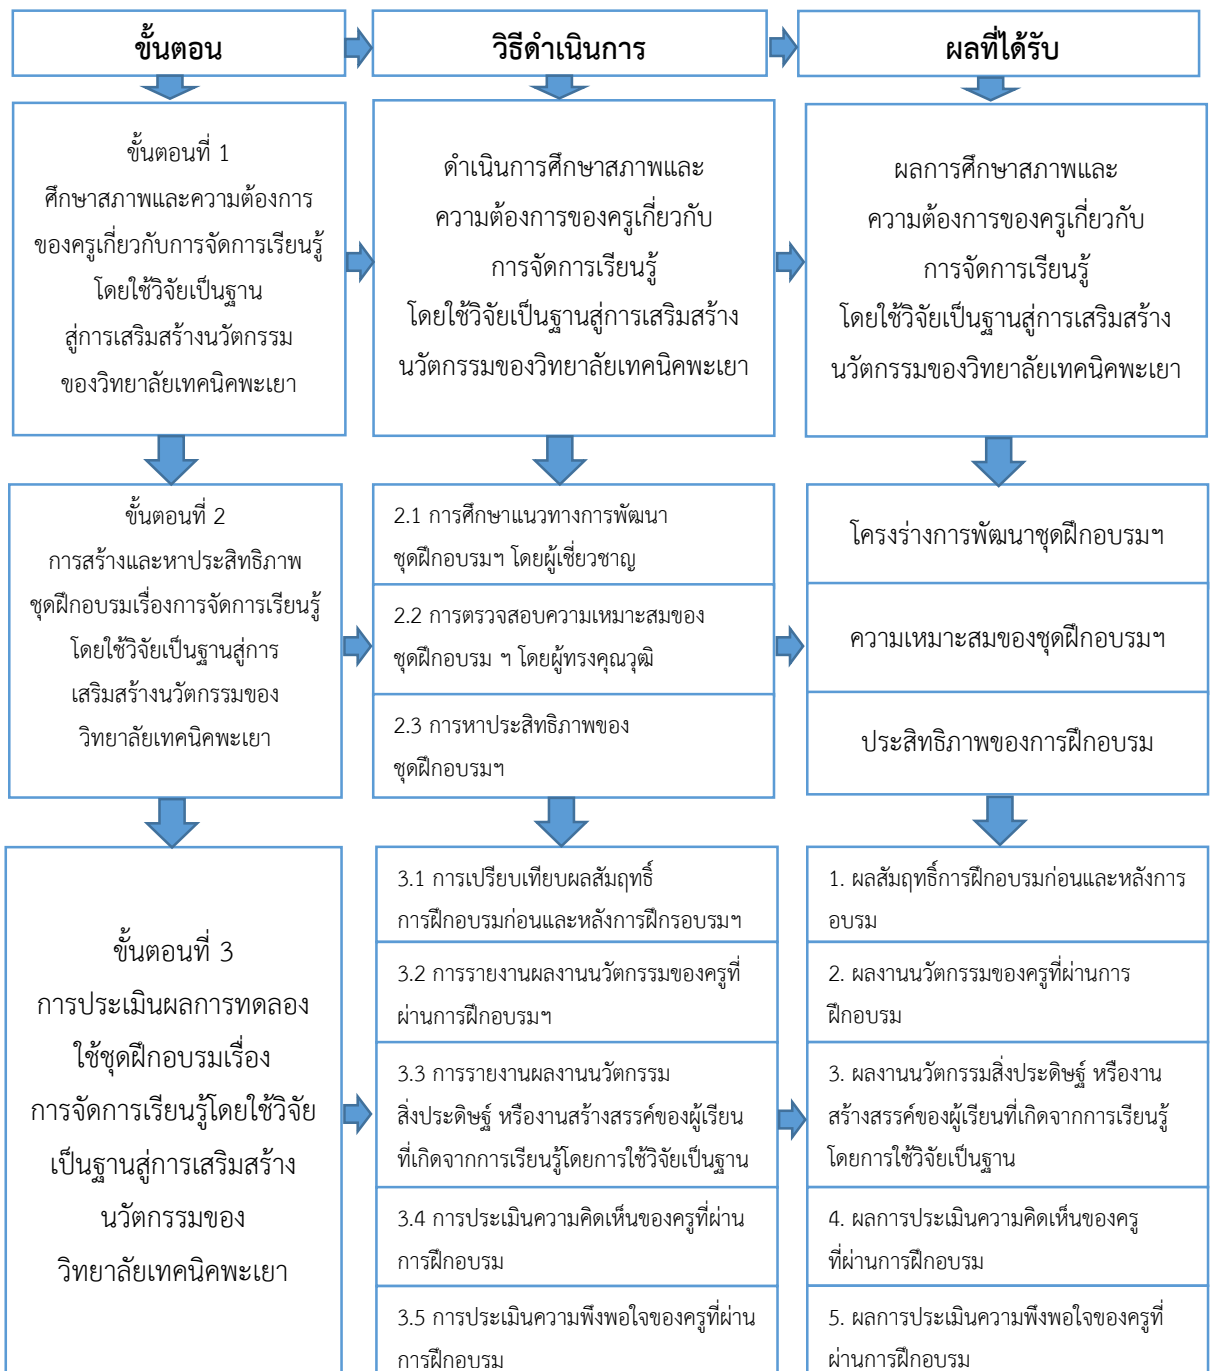 ขั้นตอน
วิธีดำเนินการ
ผลที่ได้รับ
ขั้นตอนที่ 1
ศึกษาสภาพและความต้องการ
ของครูเกี่ยวกับการจัดการเรียนรู้
โดยใช้วิจัยเป็นฐาน
สู่การเสริมสร้างนวัตกรรม
ของวิทยาลัยเทคนิคพะเยา
ดำเนินการศึกษาสภาพและ
ความต้องการของครูเกี่ยวกับ
การจัดการเรียนรู้
โดยใช้วิจัยเป็นฐานสู่การเสริมสร้าง
นวัตกรรมของวิทยาลัยเทคนิคพะเยา
ผลการศึกษาสภาพและ
ความต้องการของครูเกี่ยวกับ
การจัดการเรียนรู้
โดยใช้วิจัยเป็นฐานสู่การเสริมสร้าง
นวัตกรรมของวิทยาลัยเทคนิคพะเยา
ขั้นตอนที่ 2
การสร้างและหาประสิทธิภาพ
ชุดฝึกอบรมเรื่องการจัดการเรียนรู้
โดยใช้วิจัยเป็นฐานสู่การ
เสริมสร้างนวัตกรรมของ
วิทยาลัยเทคนิคพะเยา
2.1 การศึกษาแนวทางการพัฒนา
ชุดฝึกอบรมฯ โดยผู้เชี่ยวชาญ
2.2 การตรวจสอบความเหมาะสมของ
ชุดฝึกอบรม ฯ โดยผู้ทรงคุณวุฒิ
2.3 การหาประสิทธิภาพของ
ชุดฝึกอบรมฯ
โครงร่างการพัฒนาชุดฝึกอบรมฯ
ความเหมาะสมของชุดฝึกอบรมฯ
ประสิทธิภาพของการฝึกอบรม
ขั้นตอนที่ 3
การประเมินผลการทดลอง
ใช้ชุดฝึกอบรมเรื่อง
การจัดการเรียนรู้โดยใช้วิจัย
เป็นฐานสู่การเสริมสร้าง
นวัตกรรมของ
วิทยาลัยเทคนิคพะเยา
3.1 การเปรียบเทียบผลสัมฤทธิ์
การฝึกอบรมก่อนและหลังการฝึกรอบรมฯ
3.2 การรายงานผลงานนวัตกรรมของครูที่
ผ่านการฝึกอบรมฯ
3.3 การรายงานผลงานนวัตกรรม
สิ่งประดิษฐ์ หรืองานสร้างสรรค์ของผู้เรียน
ที่เกิดจากการเรียนรู้โดยการใช้วิจัยเป็นฐาน
3.4 การประเมินความคิดเห็นของครูที่ผ่าน
การฝึกอบรม
3.5 การประเมินความพึงพอใจของครูที่ผ่าน
การฝึกอบรม
1. ผลสัมฤทธิ์การฝึกอบรมก่อนและหลังการ
อบรม
2. ผลงานนวัตกรรมของครูที่ผ่านการ
ฝึกอบรม
3. ผลงานนวัตกรรมสิ่งประดิษฐ์ หรืองาน
สร้างสรรค์ของผู้เรียนที่เกิดจากการเรียนรู้
โดยการใช้วิจัยเป็นฐาน
4. ผลการประเมินความคิดเห็นของครู
ที่ผ่านการฝึกอบรม
5. ผลการประเมินความพึงพอใจของครูที่
ผ่านการฝึกอบรม